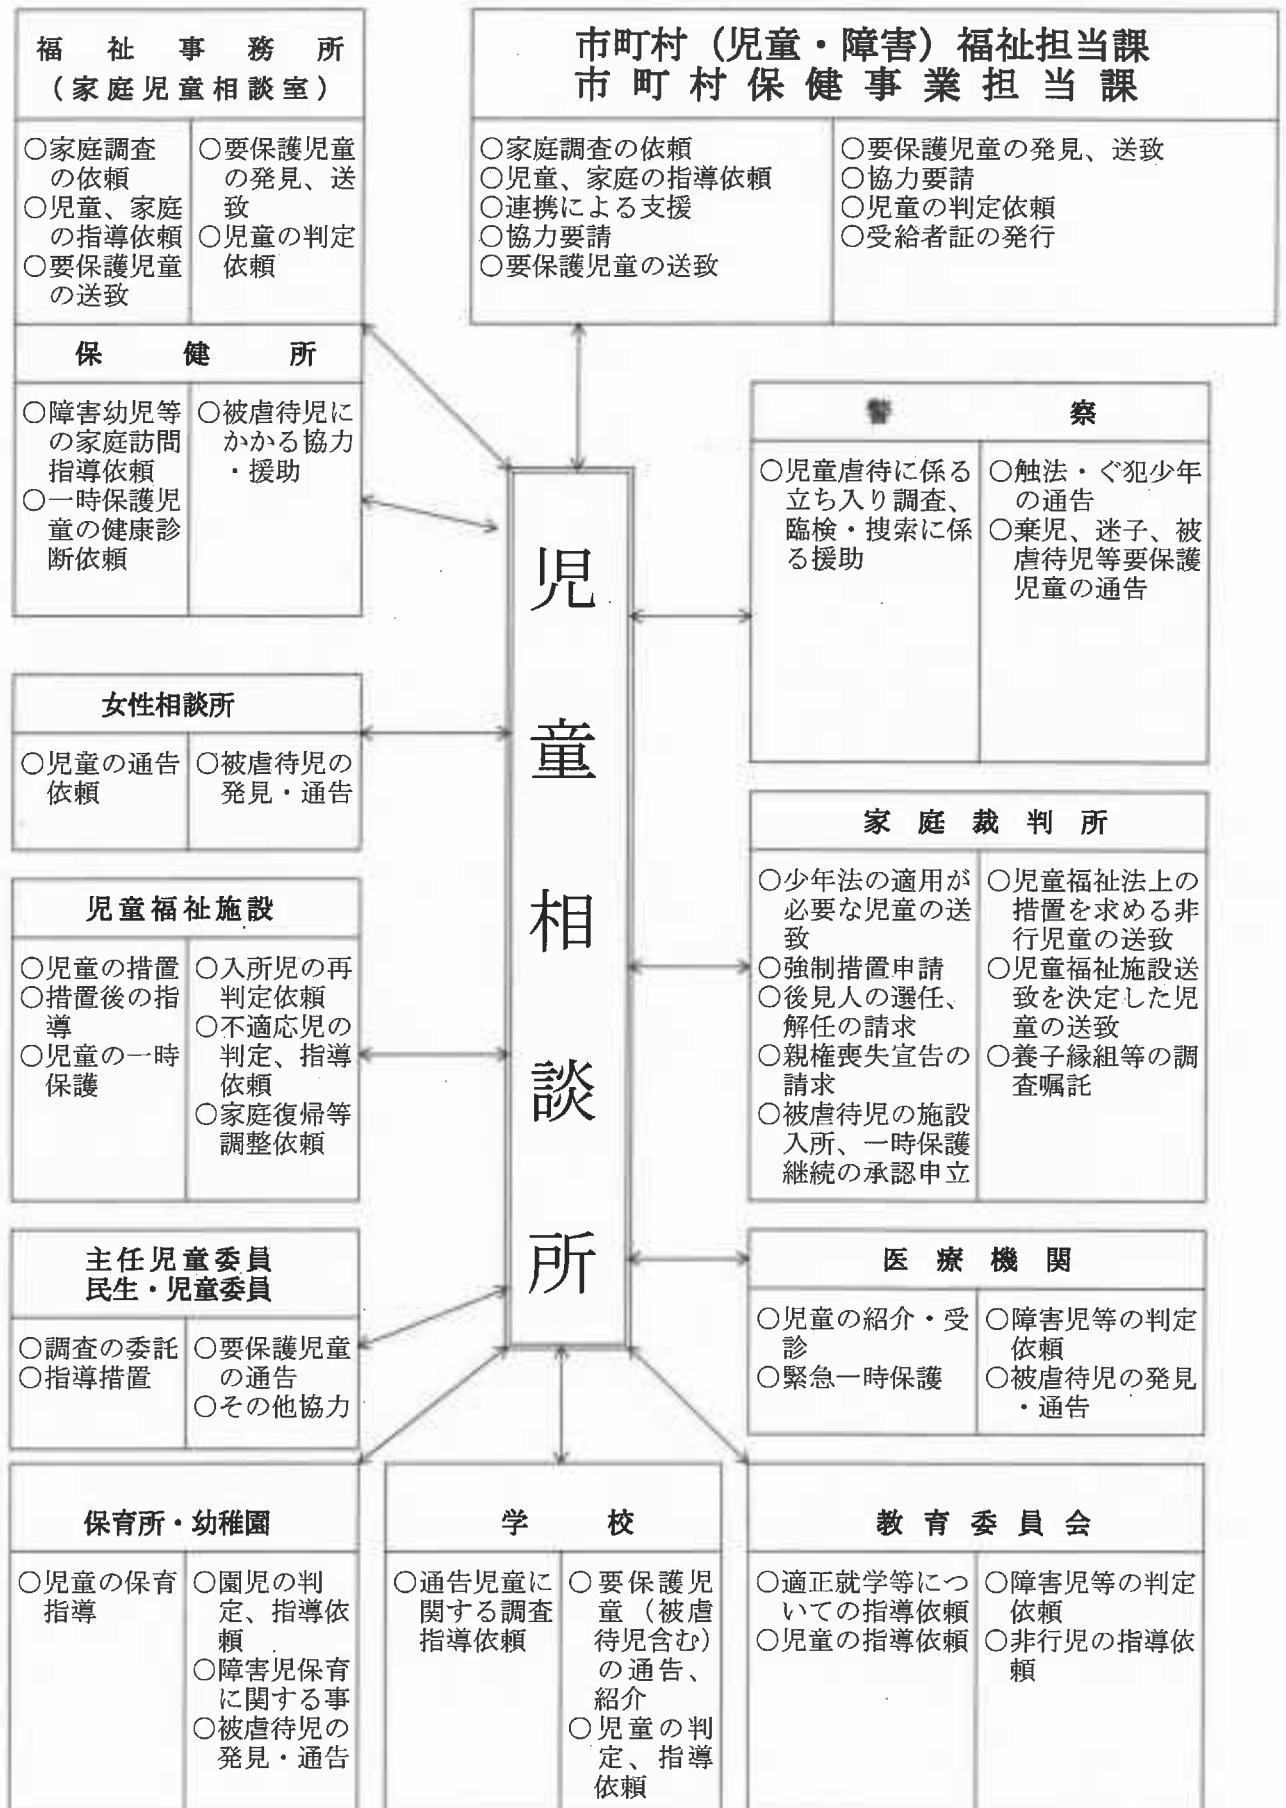 福祉事務所
（家庭児童相談室）
○家庭調査
の依頼
○児童、家庭
の指導依頼
○要保護児童
の送致
○要保護児童
の発見、送
致
○児童の判定
依頼
市町村（児童・障害）福祉担当課
市町村保健事業担当課
○家庭調査の依頼
○児童、家庭の指導依頼
○連携による支援
○協力要請
○要保護児童の送致
○要保護児童の発見、送致
○協力要請
○児童の判定依頼
○受給者証の発行
保健所
○障害幼児等
の家庭訪問
指導依頼
○一時保護児
童の健康診
断依頼
○被虐待児に
かかる協力
・援助
警察
○児童虐待に係る
立ち入り調査、
臨検・捜索に係
る援助
○触法・ぐ犯少年
の通告
○棄児、迷子、被
虐待児等要保護
児童の通告
児童相談所
女性相談所
○児童の通告
依頼
○被虐待児の
発見・通告
家庭裁判所
○少年法の適用が
必要な児童の送
致
○強制措置申請
○後見人の選任、
解任の請求
○親権喪失宣告の
請求
○被虐待児の施設
入所、一時保護
継続の承認申立
○児童福祉法上の
措置を求める非
行児童の送致
○児童福祉施設送
致を決定した児
童の送致
○養子縁組等の調
査嘱託
児童福祉施設
○児童の措置
○措置後の指
導
○児童の一時
保護
○入所児の再
判定依頼
○不適応児の
判定、指導
依頼
○家庭復帰等
調整依頼
主任児童委員
民生・児童委員
○調査の委託
○指導措置
○要保護児童
の通告
○その他協力
医療機関
○児童の紹介・受
診
○緊急一時保護
○障害児等の判定
依頼
○被虐待児の発見
・通告
保育所・幼稚園
○児童の保育
指導
○園児の判
定、指導依
頼
○障害児保育
に関する事
○被虐待児の
発見・通告
学校
○通告児童に
関する調査
指導依頼
○要保護児
童（被虐
待児含む）
の通告、
紹介
○児童の判
定、指導
依頼
教育委員会
○適正就学等につ
いての指導依頼
○児童の指導依頼
○障害児等の判定
依頼
○非行児の指導依
頼